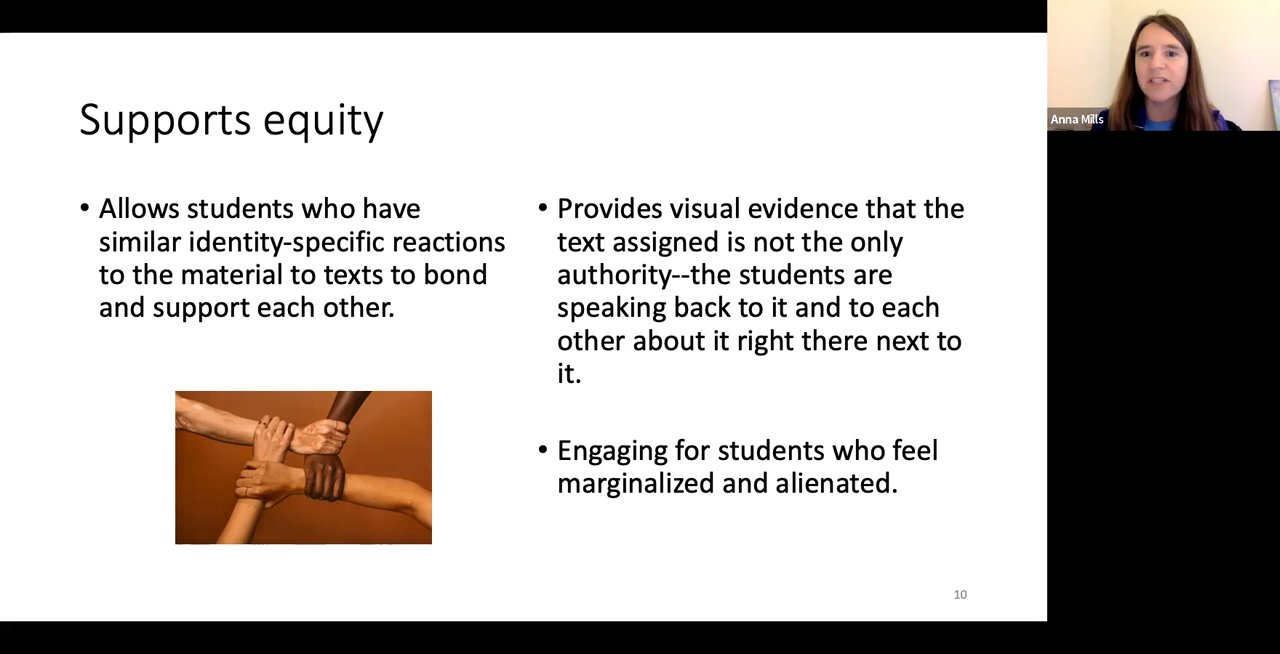 Supports equity
• Allows students who have
similar identity-specific reactions
to the material to texts to bond
and support each other.
• Provides visual evidence that the
text assigned is not the only
authority--the students are
speaking back to it and to each
other about it right there next to
it.
• Engaging for students who feel
marginalized and alienated.
10
Anna Mills